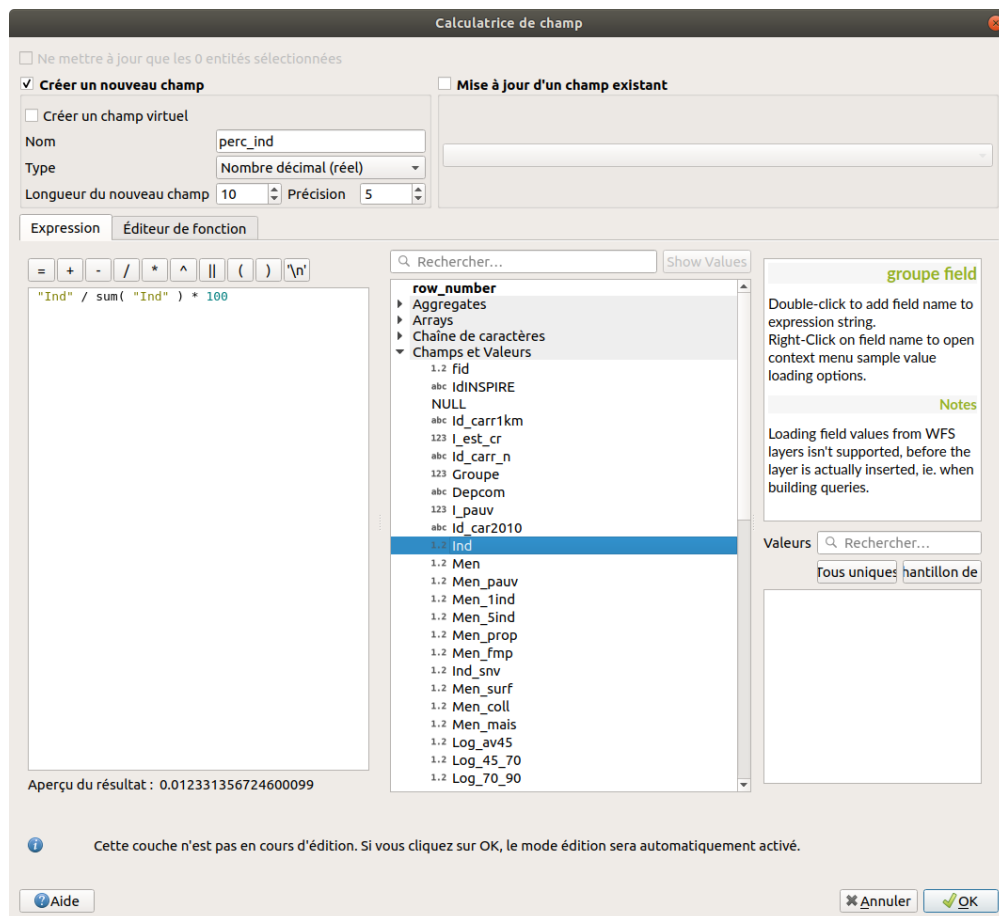 Calculatrice de champ
Ne mettre à jour que les 0 entités sélectionnées
Créer un nouveau champ
Mise à jour d'un champ existant
Créer un champ virtuel
Nom perc_ind
Type Nombre décimal (réel)
Longueur du nouveau champ 10 Précision 5
Expression Éditeur de fonction
= + - / * ^ || ( ) '\n'
"Ind" / sum( "Ind" ) * 100
Rechercher... Show Values
row_number
Aggregates
Arrays
Chaîne de caractères
Champs et Valeurs
1.2 fid
abc IdINSPIRE
NULL
abc Id_carr1km
123 I_est_cr
abc Id_carr_n
123 Groupe
abc Depcom
123 I_pauv
abc Id_car2010
1.2 Ind
1.2 Men
1.2 Men_pauv
1.2 Men_1ind
1.2 Men_5ind
1.2 Men_prop
1.2 Men_fmp
1.2 Ind_snv
1.2 Men_surf
1.2 Men_coll
1.2 Men_mais
1.2 Log_av45
1.2 Log_45_70
1.2 Log_70_90
groupe field
Double-click to add field name to
expression string.
Right-Click on field name to open
context menu sample value
loading options.
Notes
Loading field values from WFS
layers isn't supported, before the
layer is actually inserted, ie. when
building queries.
Valeurs Rechercher...
Tous uniques hantillon de
Aperçu du résultat : 0.012331356724600099
Cette couche n'est pas en cours d'édition. Si vous cliquez sur OK, le mode édition sera automatiquement activé.
Aide
Annuler
OK